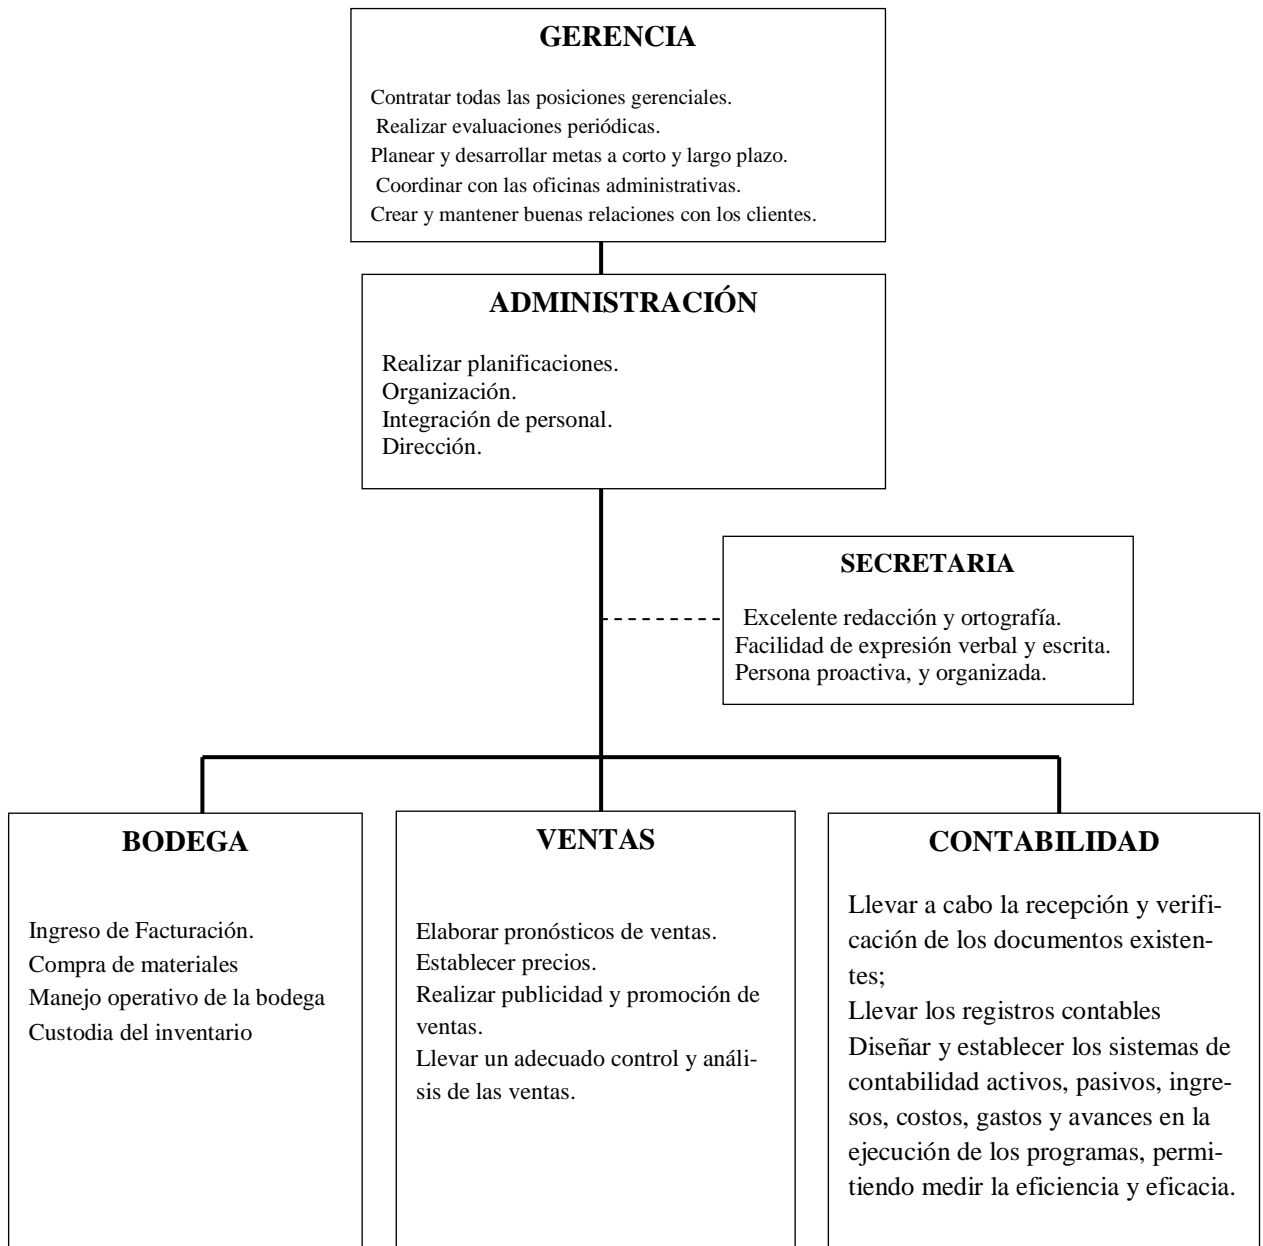 GERENCIA
Contratar todas las posiciones gerenciales.
Realizar evaluaciones periódicas.
Planear y desarrollar metas a corto y largo plazo.
Coordinar con las oficinas administrativas.
Crear y mantener buenas relaciones con los clientes.
ADMINISTRACIÓN
Realizar planificaciones.
Organización.
Integración de personal.
Dirección.
SECRETARIA
Excelente redacción y ortografía.
Facilidad de expresión verbal y escrita.
Persona proactiva, y organizada.
BODEGA
Ingreso de Facturación.
Compra de materiales
Manejo operativo de la bodega
Custodia del inventario
VENTAS
Elaborar pronósticos de ventas.
Establecer precios.
Realizar publicidad y promoción de
ventas.
Llevar un adecuado control y análi-
sis de las ventas.
CONTABILIDAD
Llevar a cabo la recepción y verifi-
cación de los documentos existen-
tes;
Llevar los registros contables
Diseñar y establecer los sistemas de
contabilidad activos, pasivos, ingre-
sos, costos, gastos y avances en la
ejecución de los programas, permi-
tiendo medir la eficiencia y eficacia.